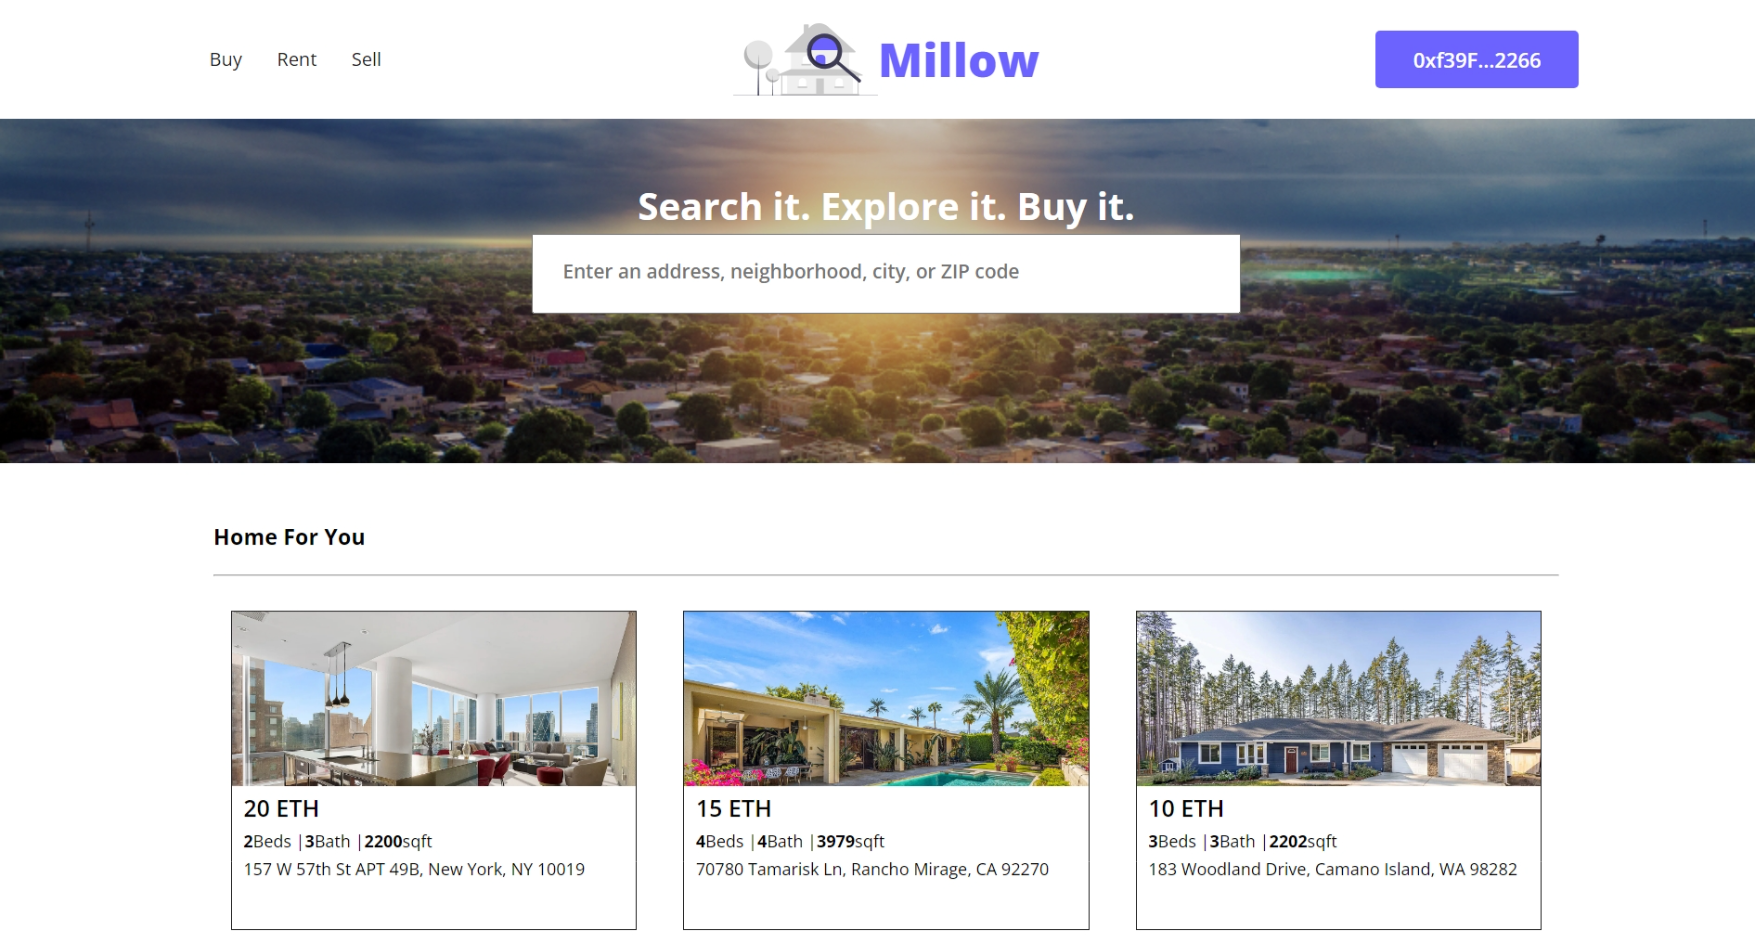 Buy Rent Sell
Millow
0xf39F...2266
Search it. Explore it. Buy it.
Enter an address, neighborhood, city, or ZIP code
Home For You
20 ETH
2Beds |3Bath |2200sqft
157 W 57th St APT 49B, New York, NY 10019
15 ETH
4Beds |4Bath |3979sqft
70780 Tamarisk Ln, Rancho Mirage, CA 92270
10 ETH
3Beds |3Bath |2202sqft
183 Woodland Drive, Camano Island, WA 98282